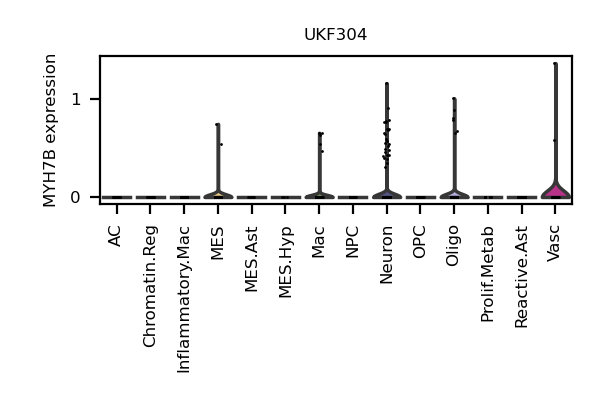 UKF304
MYH7B expression
1
0
AC
Chromatin.Reg
Inflammatory.Mac
MES
MES.Ast
MES.Hyp
Mac
NPC
Neuron
OPC
Oligo
Prolif.Metab
Reactive.Ast
Vasc